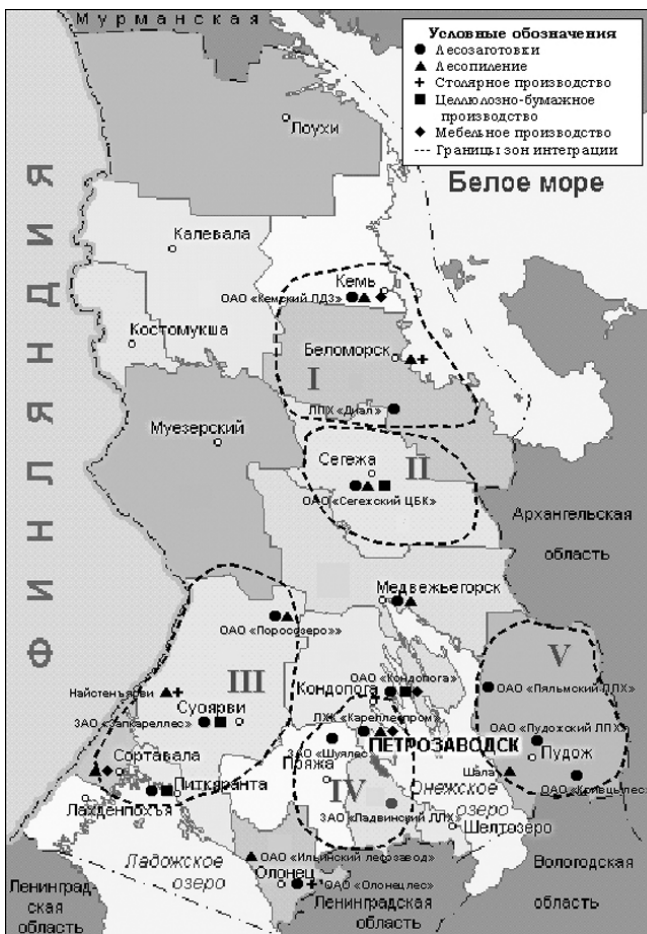 Мурманская
Условные обозначения
Лесозаготовки
Лесопиление
Столярное производство
Целлюлозно-бумажное
производство
Мебельное производство
Границы зон интеграции
Лоухи
Белое море
ФИНЛЯНДИЯ
Калевала
Кемь
ОАО «Кемский ЛДЗ»
Костомукша
Беломорск
I
ЛПХ «Диал»
Муезерский
Сегежа
II
ОАО «Сегежский ЦБК»
Архангельская
область
Медвежьегорск
ОАО «Поросозеро»
V
III
ОАО «Кондопога»
ОАО «Пяльмский ЛПХ»
Найстенъярви
Кондопога
Суоярви
ЗАО «Запкареллес»
ЛХК «Кареллеспром»
ОАО «Пудожский ЛПХ»
ПЕТРОЗАВОДСК
ЗАО «Шуялес»
Пудож
Сортавала
Пряжа
Шала
ОАО «Кривцылес»
Питкяранта
IV
Онежское
озеро
Лахденпохья
ЗАО «Ладвинский ЛПХ»
Шелтозеро
Ладожское
озеро
ОАО «Ильинский лесозавод»
Вологодская
область
Олонец
ОАО «Олонецлес»
Ленинград-
ская
область
Ленинградская
область